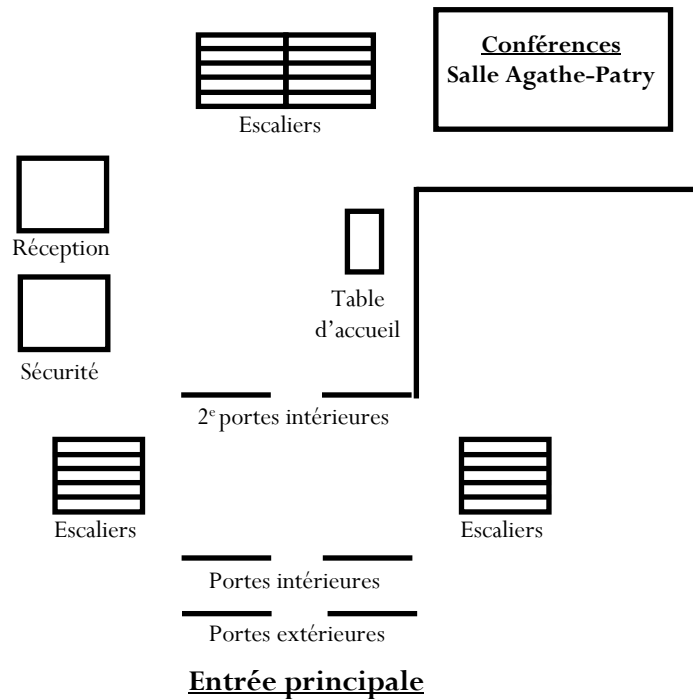 Conférences
Salle Agathe-Patry
Escaliers
Réception
Table
d’accueil
Sécurité
2e portes intérieures
Escaliers
Escaliers
Portes intérieures
Portes extérieures
Entrée principale